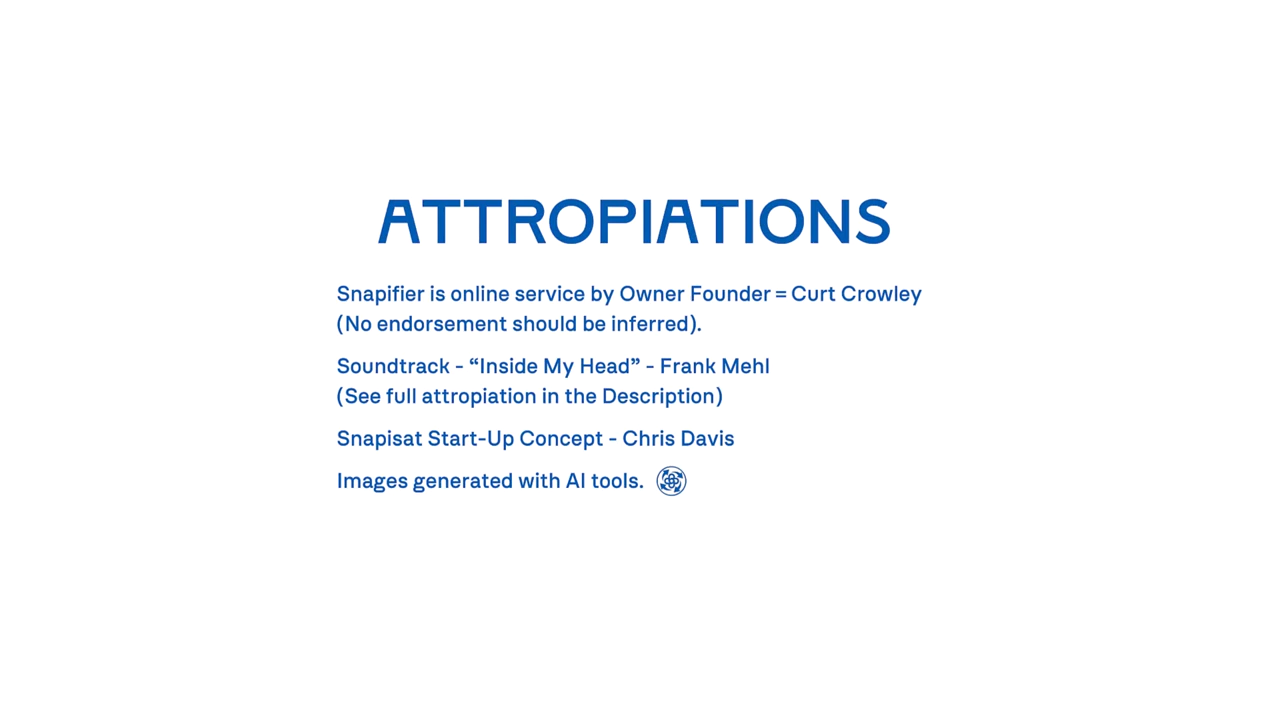 ATTROPIATIONS
Snapifier is online service by Owner Founder = Curt Crowley
(No endorsement should be inferred).
Soundtrack - “Inside My Head” - Frank Mehl
(See full attropiation in the Description)
Snapisat Start-Up Concept - Chris Davis
Images generated with AI tools.